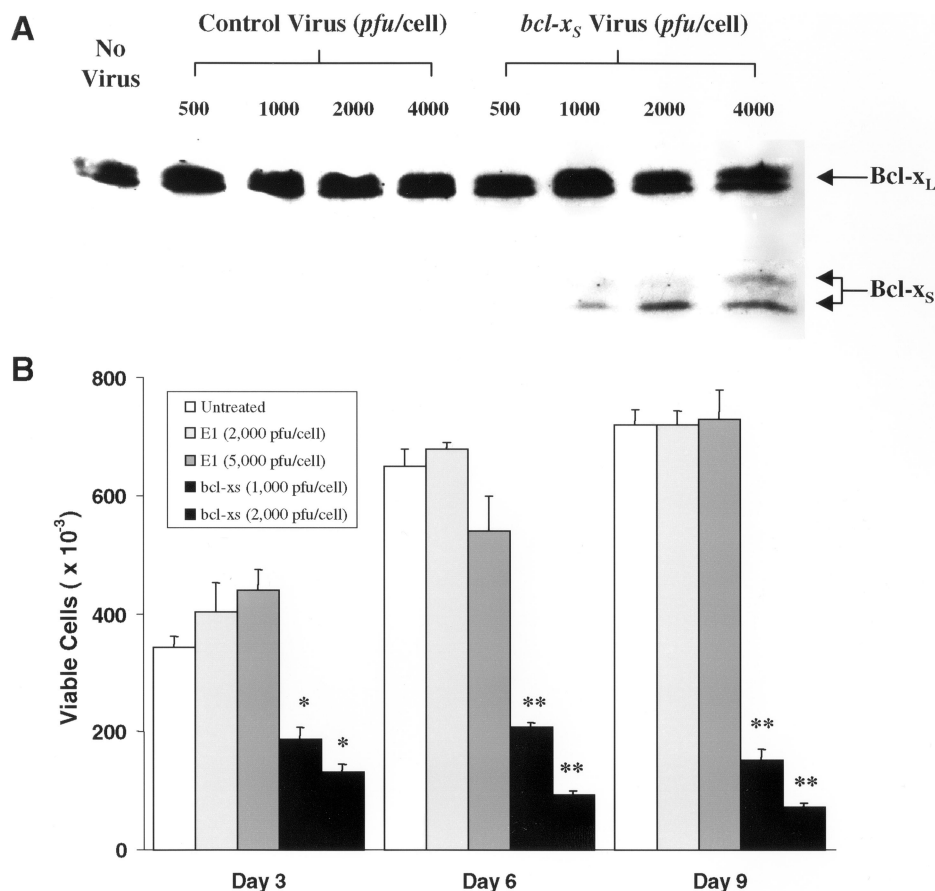 A
No
Virus
Control Virus (pfu/cell)
bcl-xS Virus (pfu/cell)
500 1000 2000 4000 500 1000 2000 4000
Bcl-xL
Bcl-xS
B
800
600
400
200
0
Viable Cells ( x 10-3)
Untreated
E1 (2,000 pfu/cell)
E1 (5,000 pfu/cell)
bcl-xs (1,000 pfu/cell)
bcl-xs (2,000 pfu/cell)
* * ** ** ** **
Day 3 Day 6 Day 9